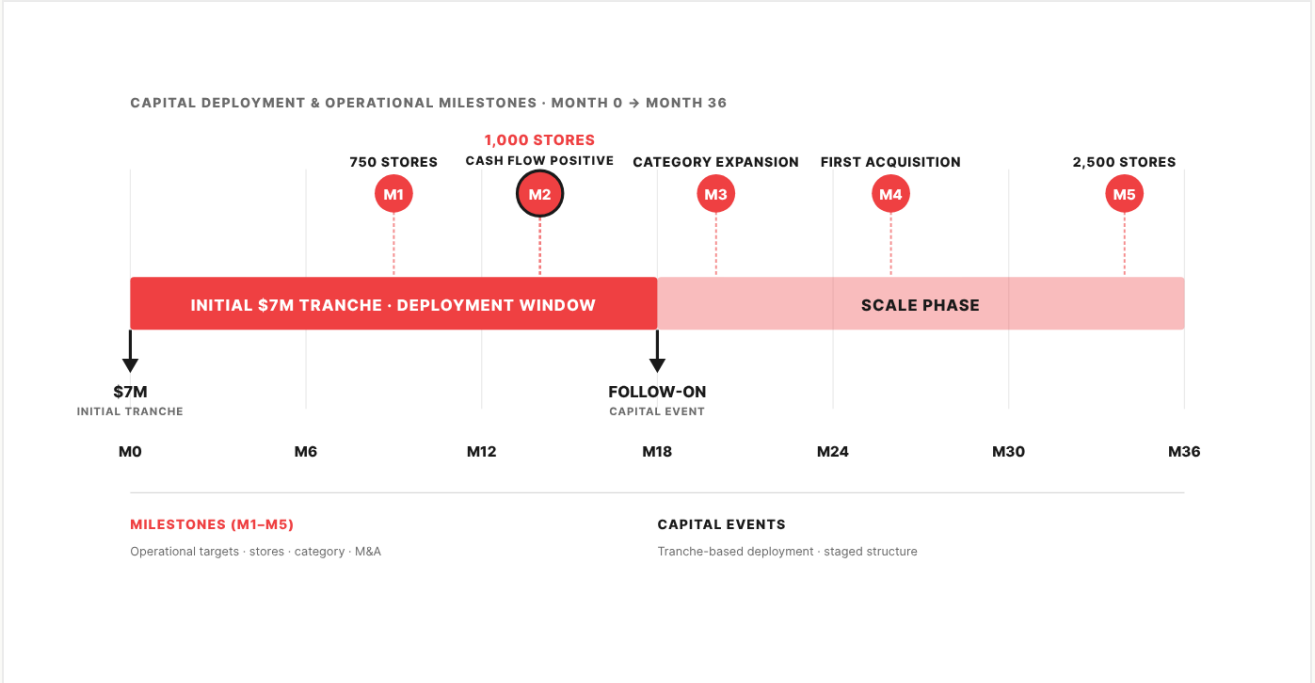 CAPITAL DEPLOYMENT & OPERATIONAL MILESTONES · MONTH 0 → MONTH 36
1,000 STORES
750 STORES
CASH FLOW POSITIVE
CATEGORY EXPANSION
FIRST ACQUISITION
2,500 STORES
M1
M2
M3
M4
M5
INITIAL $7M TRANCHE · DEPLOYMENT WINDOW
SCALE PHASE
$7M
INITIAL TRANCHE
FOLLOW-ON
CAPITAL EVENT
M0
M6
M12
M18
M24
M30
M36
MILESTONES (M1–M5)
Operational targets · stores · category · M&A
CAPITAL EVENTS
Tranche-based deployment · staged structure